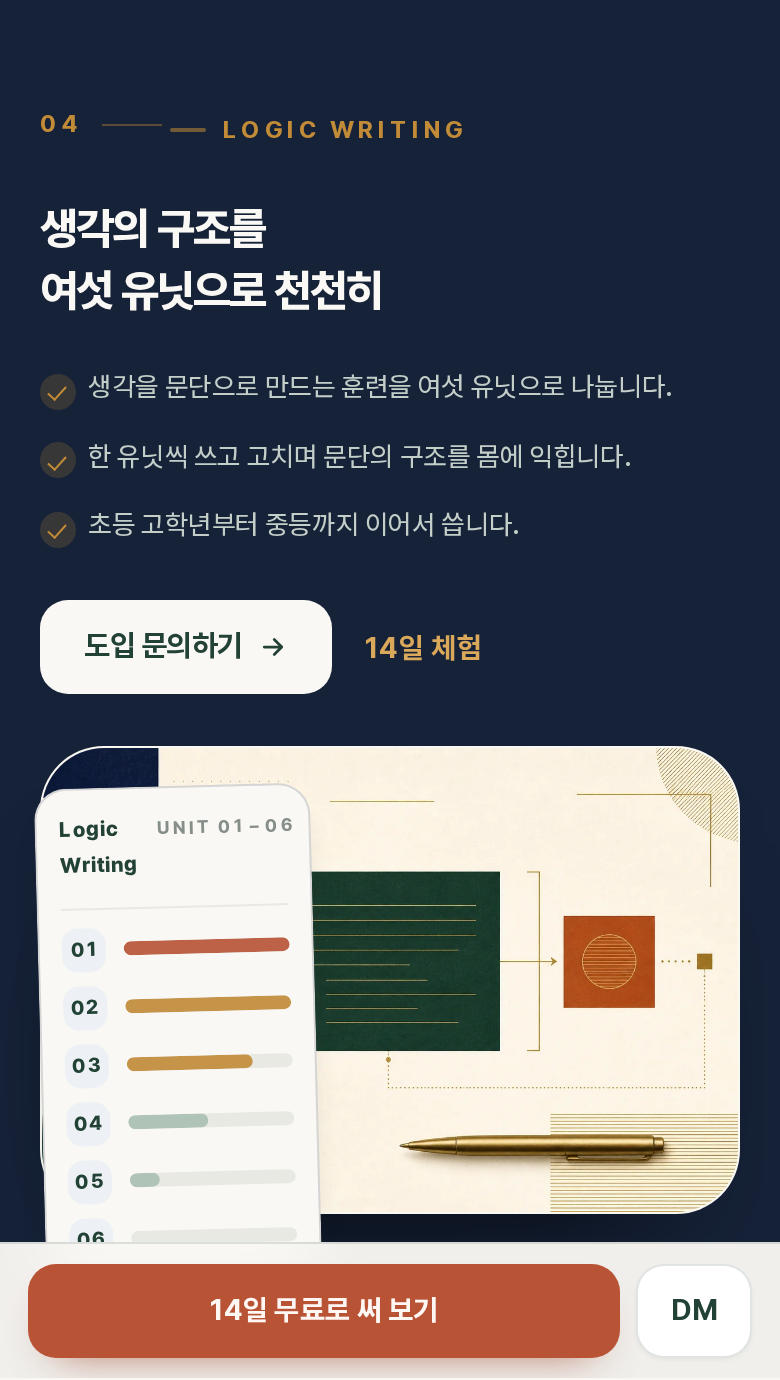 04
LOGIC WRITING
생각의 구조를
여섯 유닛으로 천천히
생각을 문단으로 만드는 훈련을 여섯 유닛으로 나눕니다.
한 유닛씩 쓰고 고치며 문단의 구조를 몸에 익힙니다.
초등 고학년부터 중등까지 이어서 씁니다.
도입 문의하기 →
14일 체험
Logic
Writing
UNIT 01–06
01
02
03
04
05
06
14일 무료로 써 보기
DM